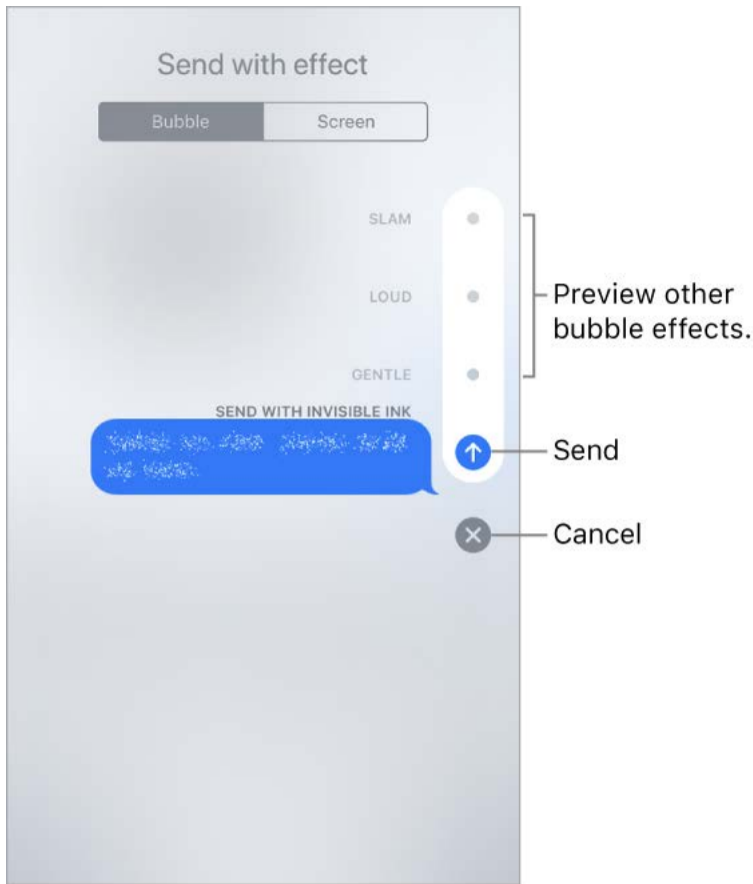 Send with effect
Bubble
Screen
SLAM
LOUD
Preview other
bubble effects.
GENTLE
SEND WITH INVISIBLE INK
Send
Cancel